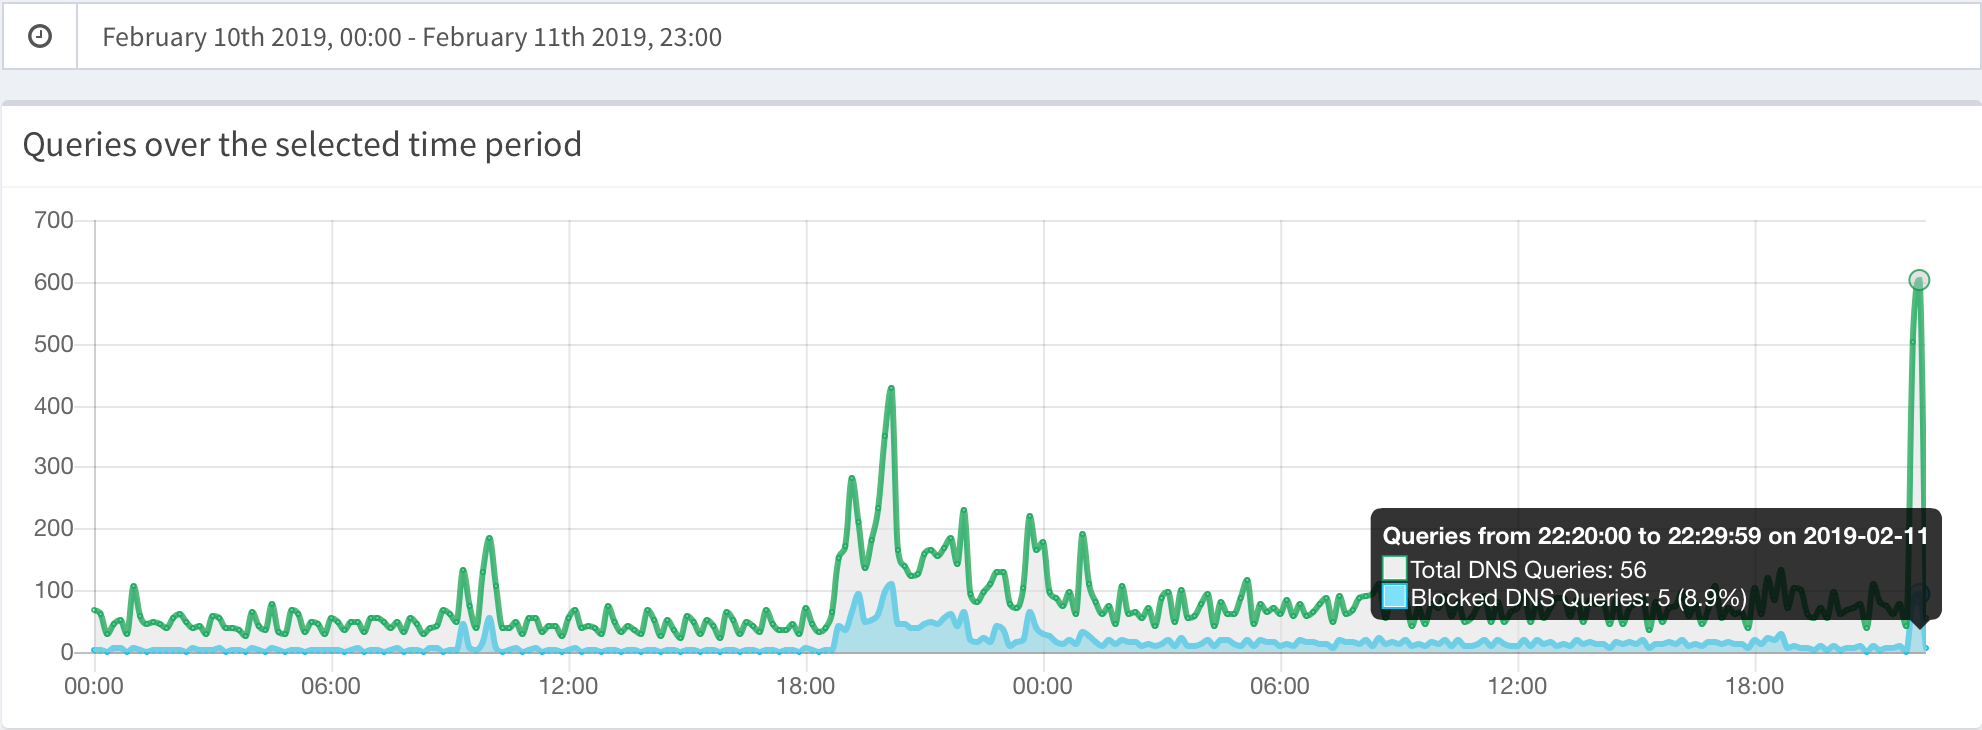 February 10th 2019, 00:00 - February 11th 2019, 23:00
Queries over the selected time period
700
600
500
400
300
200
100
0
Queries from 22:20:00 to 22:29:59 on 2019-02-11
Total DNS Queries: 56
Blocked DNS Queries: 5 (8.9%)
00:00 06:00 12:00 18:00 00:00 06:00 12:00 18:00